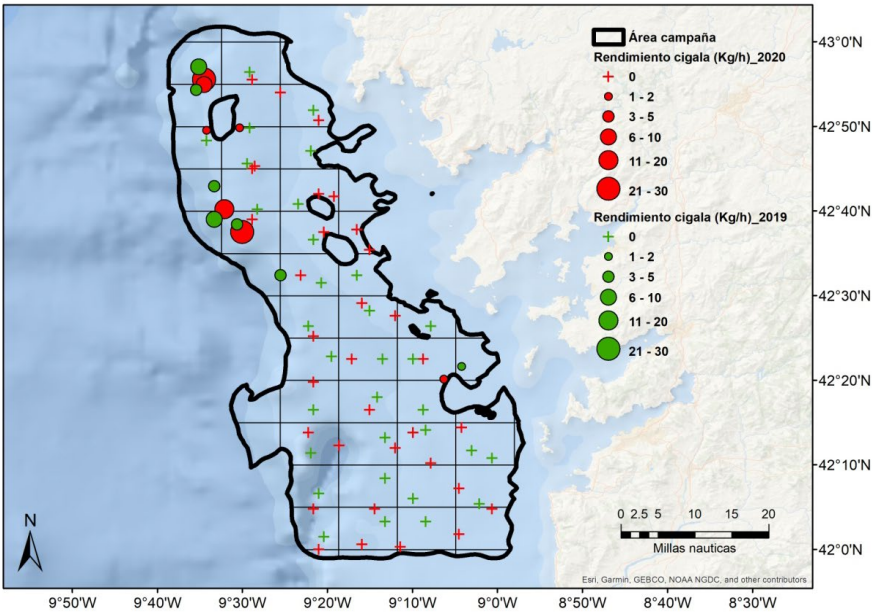 Área campaña
Rendimiento cigala (Kg/h)_2020
0
1 - 2
3 - 5
6 - 10
11 - 20
21 - 30
Rendimiento cigala (Kg/h)_2019
0
1 - 2
3 - 5
6 - 10
11 - 20
21 - 30
43°0'N
42°50'N
42°40'N
42°30'N
42°20'N
42°10'N
42°0'N
N
0 2.5 5 10 15 20
Millas nauticas
Esri, Garmin, GEBCO, NOAA NGDC, and other contributors
9°50'W 9°40'W 9°30'W 9°20'W 9°10'W 9°0'W 8°50'W 8°40'W 8°30'W